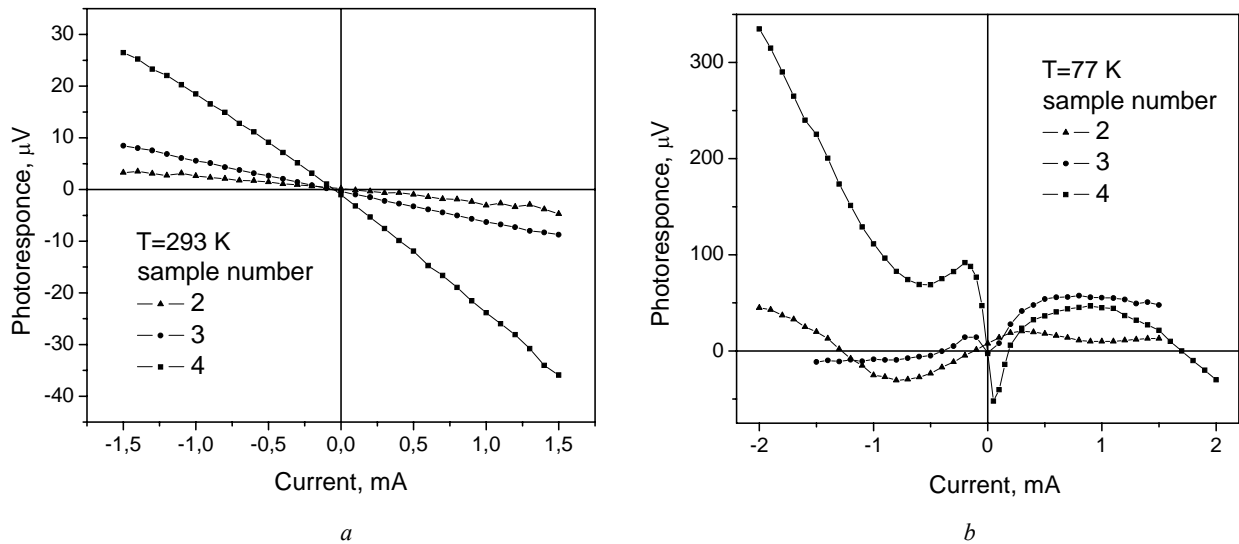 30
20
10
0
-10
-20
-30
-40
Photoresponce, μV
T=293 K
sample number
2
3
4
-1,5 -1,0 -0,5 0,0 0,5 1,0 1,5
Current, mA
a
300
200
100
0
Photoresponce, μV
T=77 K
sample number
2
3
4
-2 -1 0 1 2
Current, mA
b